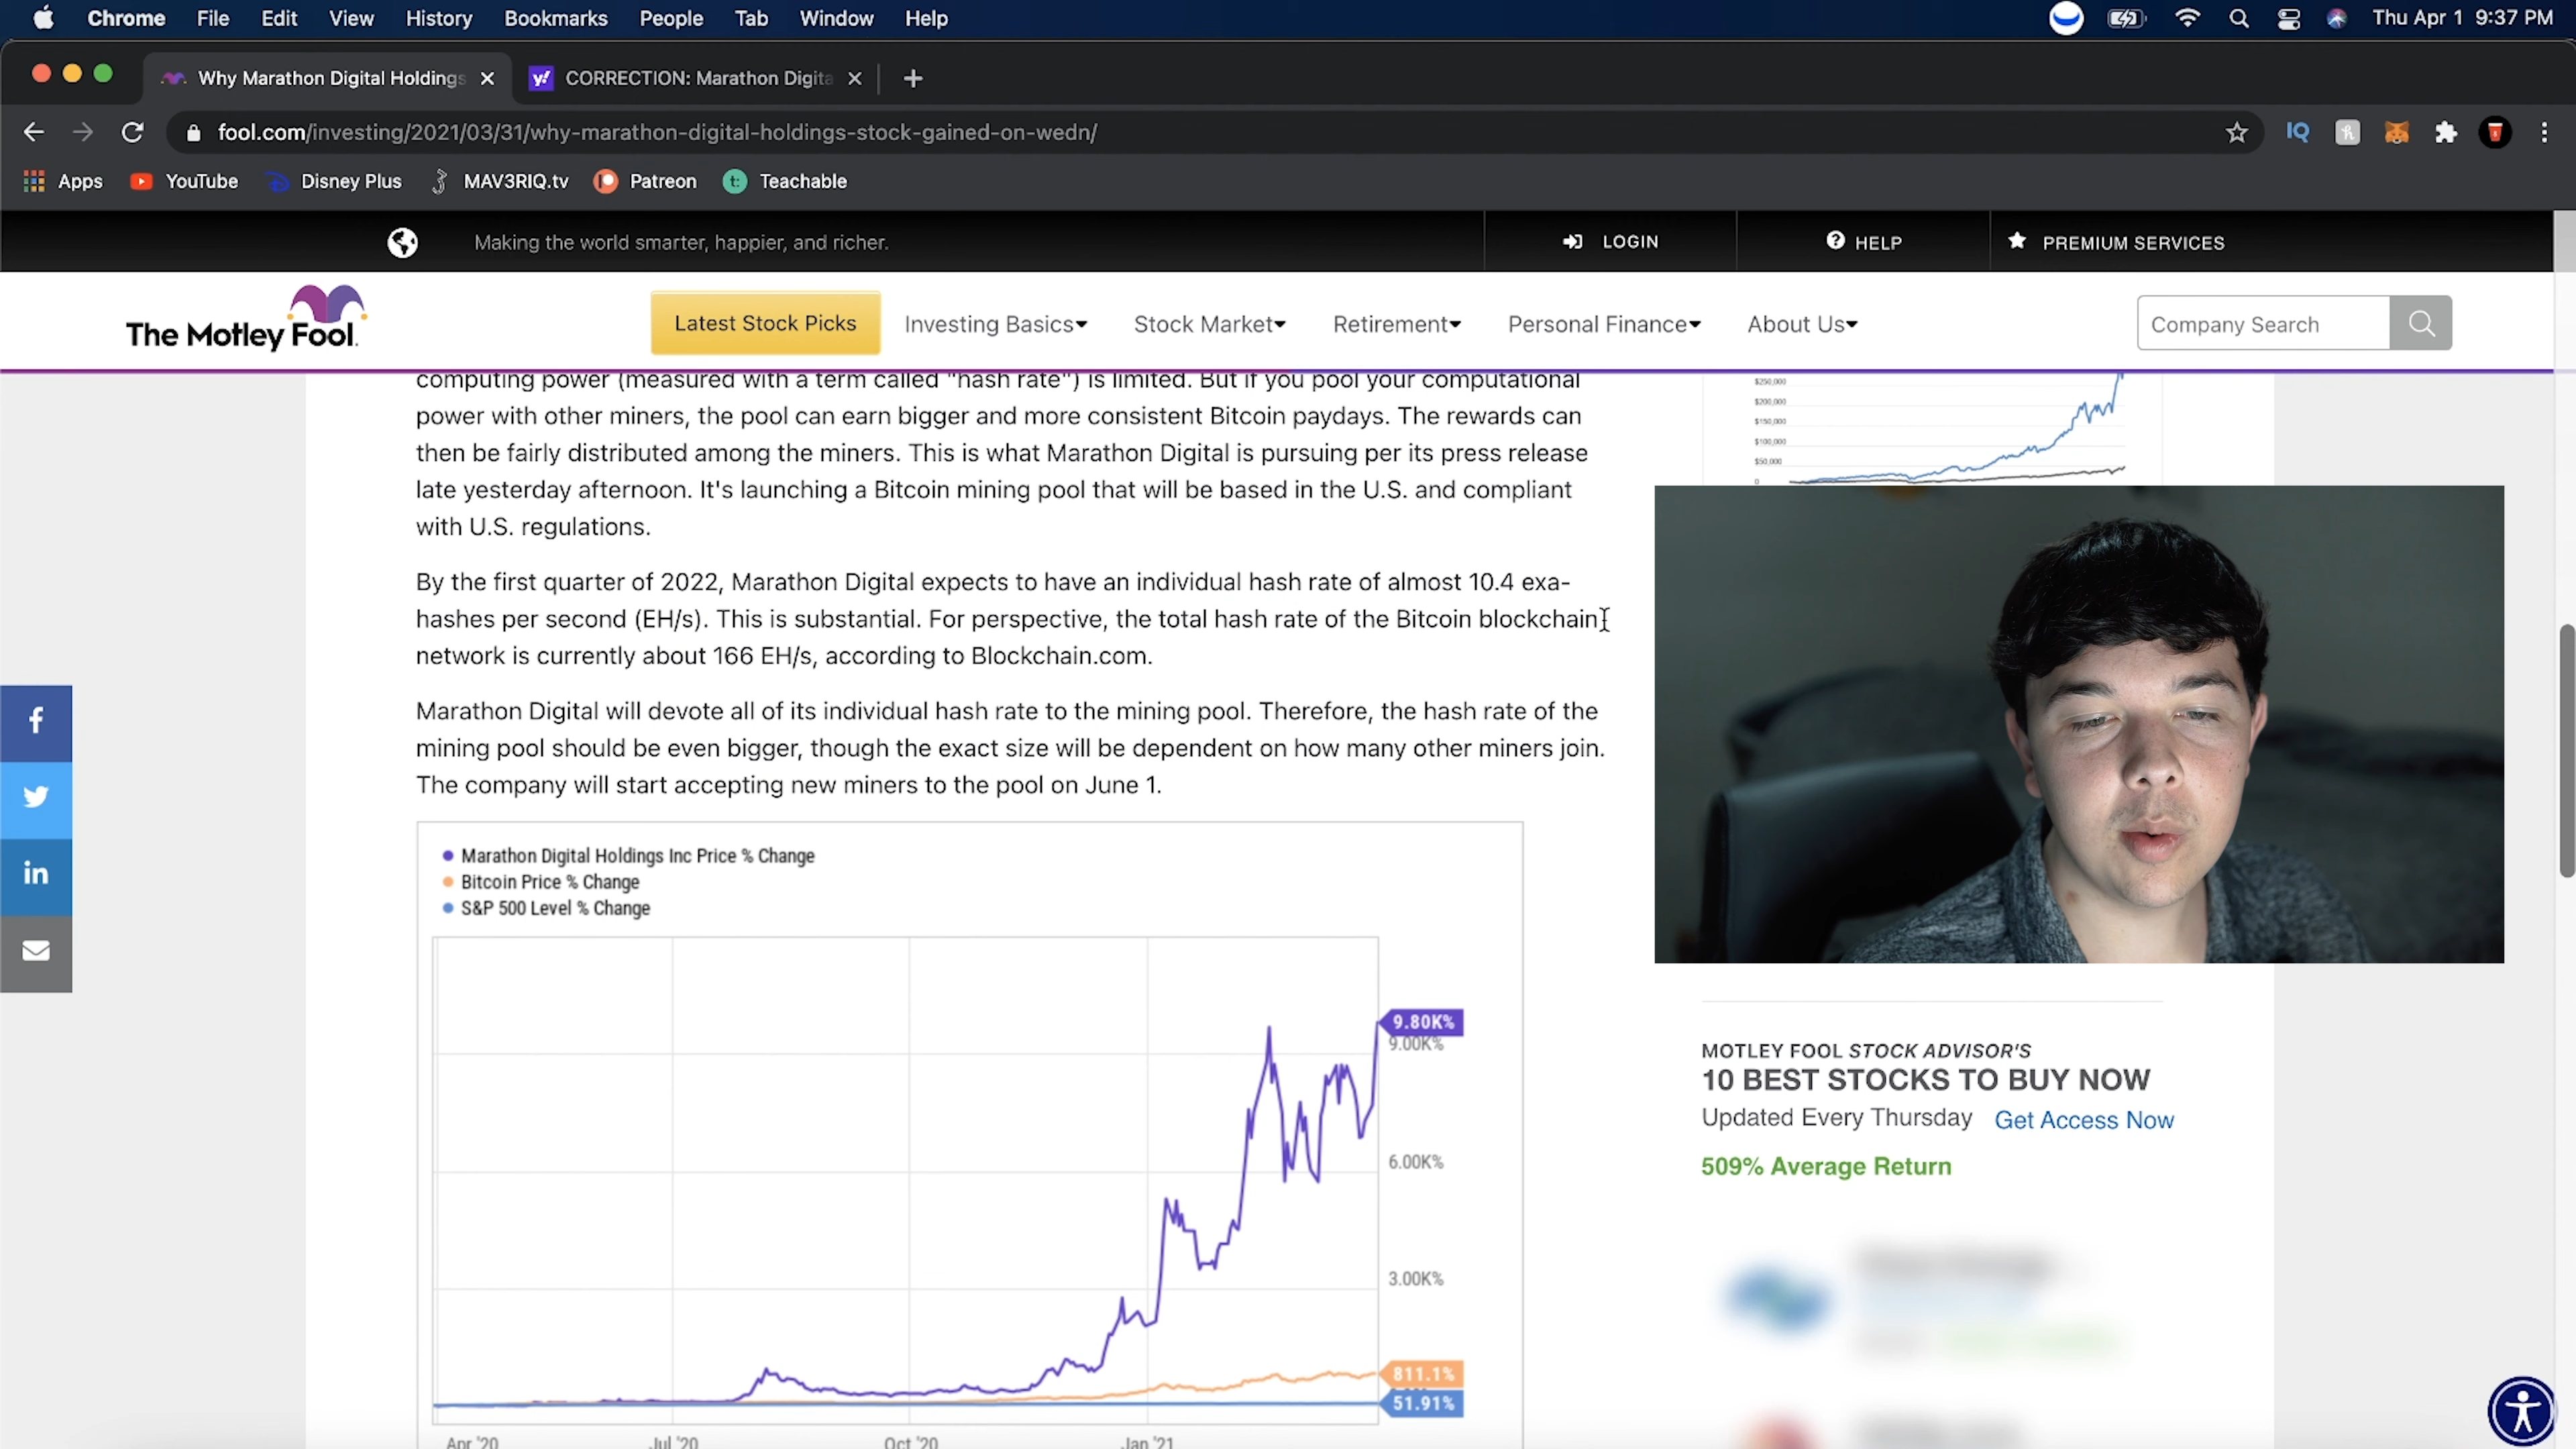 Chrome File Edit View History Bookmarks People Tab Window Help Thu Apr 1 9:37 PM
Why Marathon Digital Holdings CORRECTION: Marathon Digita
fool.com/investing/2021/03/31/why-marathon-digital-holdings-stock-gained-on-wedn/
Apps YouTube Disney Plus MAV3RIQ.tv Patreon Teachable
Making the world smarter, happier, and richer. LOGIN HELP PREMIUM SERVICES
The Motley Fool. Latest Stock Picks Investing Basics Stock Market Retirement Personal Finance About Us Company Search
computing power (measured with a term called "hash rate") is limited. But if you pool your computational
power with other miners, the pool can earn bigger and more consistent Bitcoin paydays. The rewards can
then be fairly distributed among the miners. This is what Marathon Digital is pursuing per its press release
late yesterday afternoon. It's launching a Bitcoin mining pool that will be based in the U.S. and compliant
with U.S. regulations.
By the first quarter of 2022, Marathon Digital expects to have an individual hash rate of almost 10.4 exa-
hashes per second (EH/s). This is substantial. For perspective, the total hash rate of the Bitcoin blockchain
network is currently about 166 EH/s, according to Blockchain.com.
Marathon Digital will devote all of its individual hash rate to the mining pool. Therefore, the hash rate of the
mining pool should be even bigger, though the exact size will be dependent on how many other miners join.
The company will start accepting new miners to the pool on June 1.
Marathon Digital Holdings Inc Price % Change
Bitcoin Price % Change
S&P 500 Level % Change
9.80K%
9.00K%
6.00K%
3.00K%
811.1%
51.91%
Apr '20 Jul '20 Oct '20 Jan '21
$250,000
$200,000
$150,000
$100,000
$50,000
0
MOTLEY FOOL STOCK ADVISOR'S
10 BEST STOCKS TO BUY NOW
Updated Every Thursday Get Access Now
509% Average Return